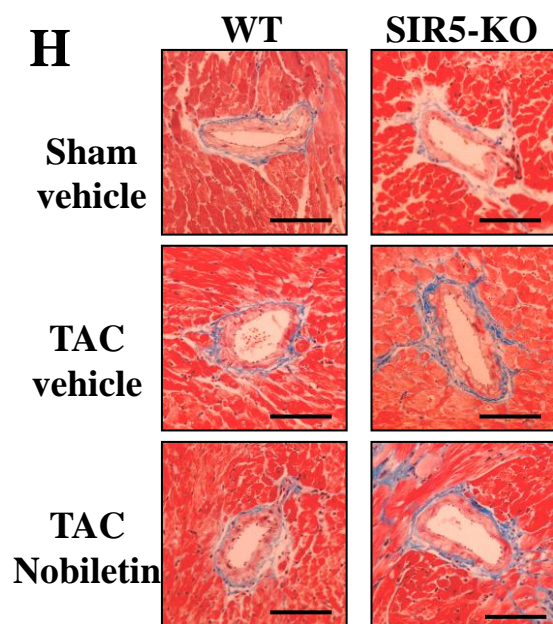 H
WT SIR5-KO
Sham
vehicle
TAC
vehicle
TAC
Nobiletin